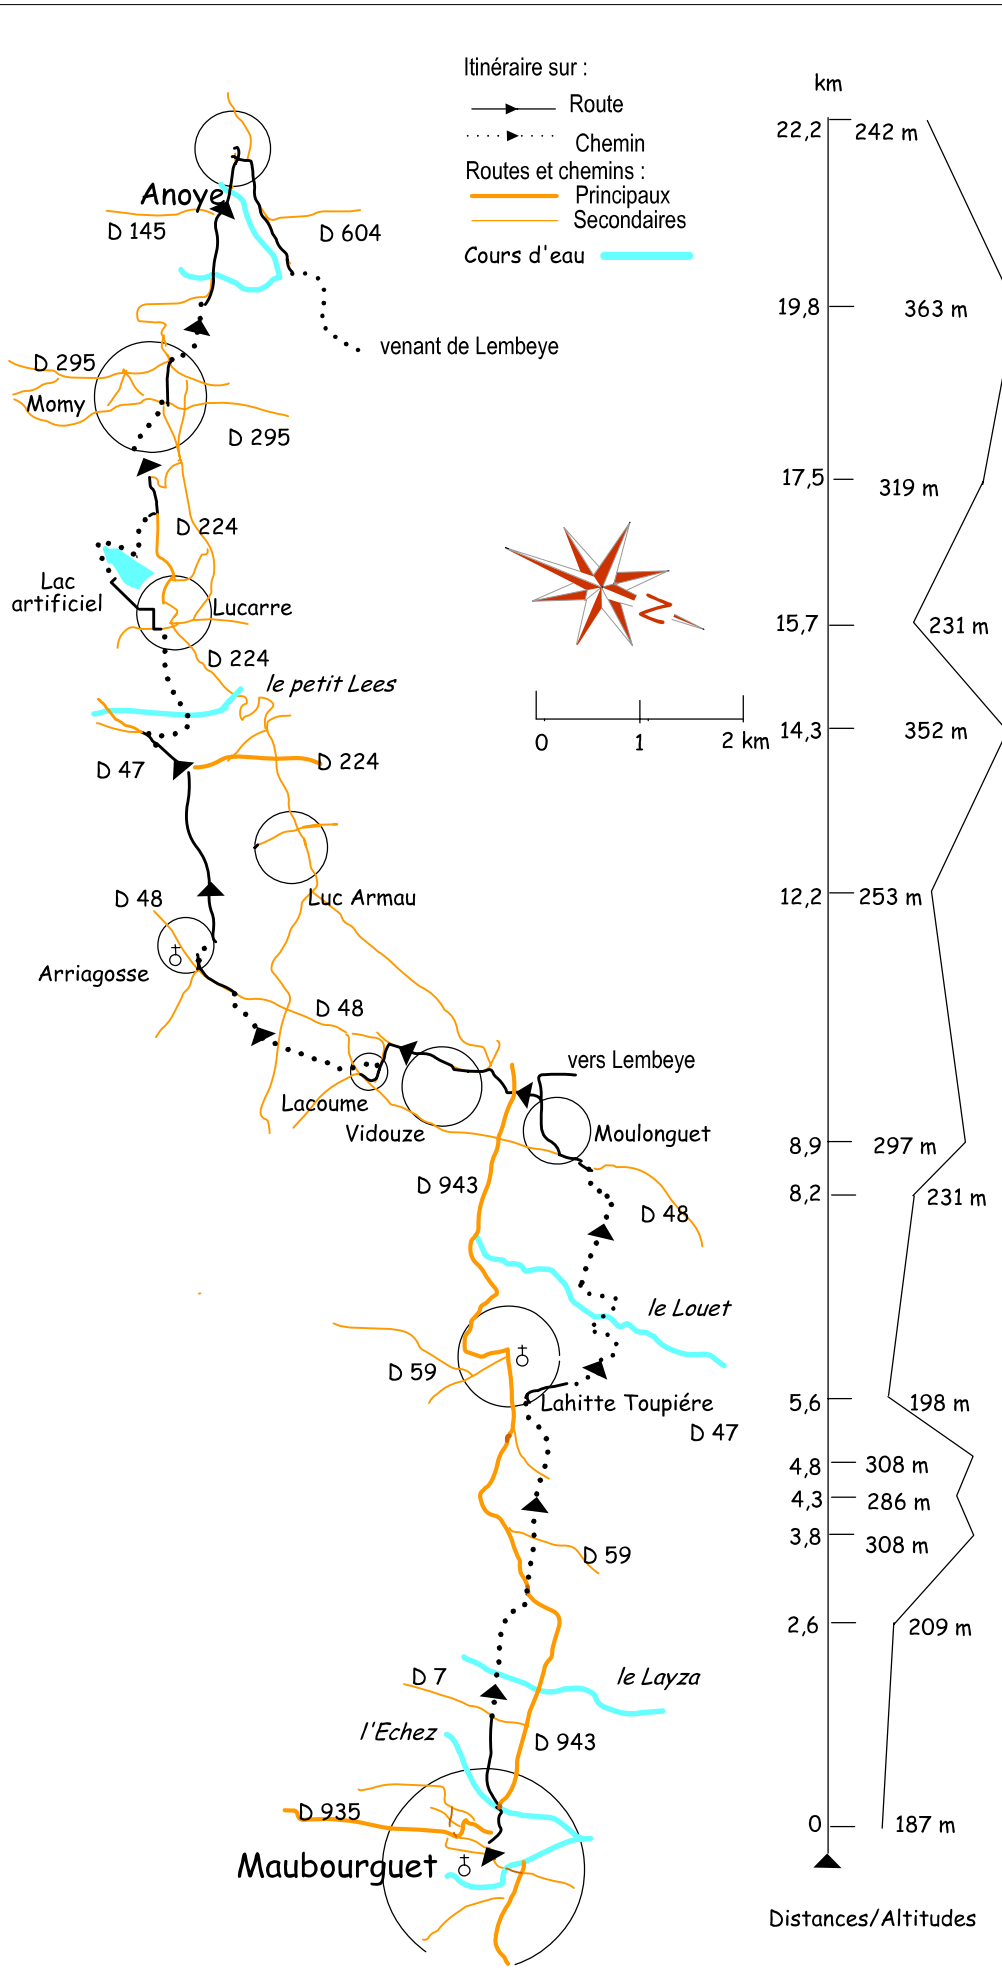 Itinéraire sur :
Route
Chemin
Routes et chemins :
Principaux
Secondaires
Cours d'eau
Anoye
D 145
D 604
venant de Lembeye
D 295
Momy
D 295
D 224
Lac
artificiel
Lucarre
D 224
le petit Lees
D 47
D 224
N
0
1
2 km
Luc Armau
D 48
Arriagosse
D 48
vers Lembeye
Lacoume
Vidouze
Moulonguet
D 943
D 48
le Louet
D 59
Lahitte Toupiére
D 47
D 59
le Layza
D 7
l'Echez
D 943
D 935
Maubourguet
km
22,2 242 m
19,8 363 m
17,5 319 m
15,7 231 m
14,3 352 m
12,2 253 m
8,9 297 m
8,2 231 m
5,6 198 m
4,8 308 m
4,3 286 m
3,8 308 m
2,6 209 m
0 187 m
Distances/Altitudes